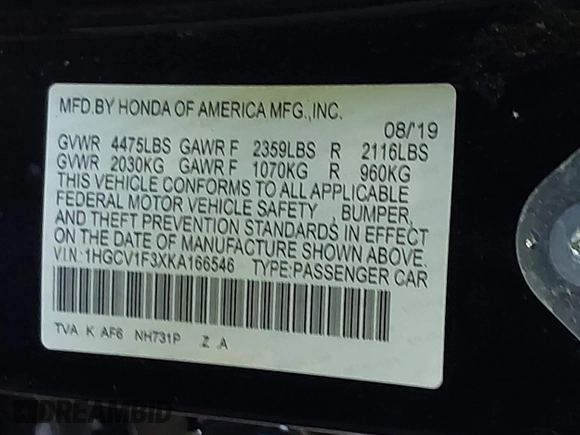 MFD.BY HONDA OF AMERICA MFG.,INC.
08/'19
GVWR 4475LBS GAWR F 2359LBS R 2116LBS
GVWR 2030KG GAWR F 1070KG R 960KG
THIS VEHICLE CONFORMS TO ALL APPLICABLE
FEDERAL MOTOR VEHICLE SAFETY , BUMPER,
AND THEFT PREVENTION STANDARDS IN EFFECT
ON THE DATE OF MANUFACTURE SHOWN ABOVE.
V.I.N.:1HGCV1F3XKA166546 TYPE:PASSENGER CAR
TVA K AF6 NH731P Z A
DREAMBID